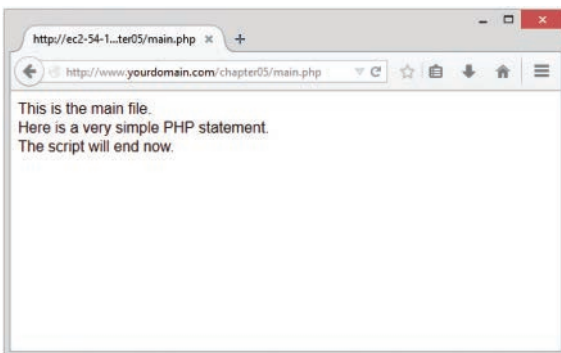 http://ec2-54-1...ter05/main.php
http://www.yourdomain.com/chapter05/main.php
This is the main file.
Here is a very simple PHP statement.
The script will end now.